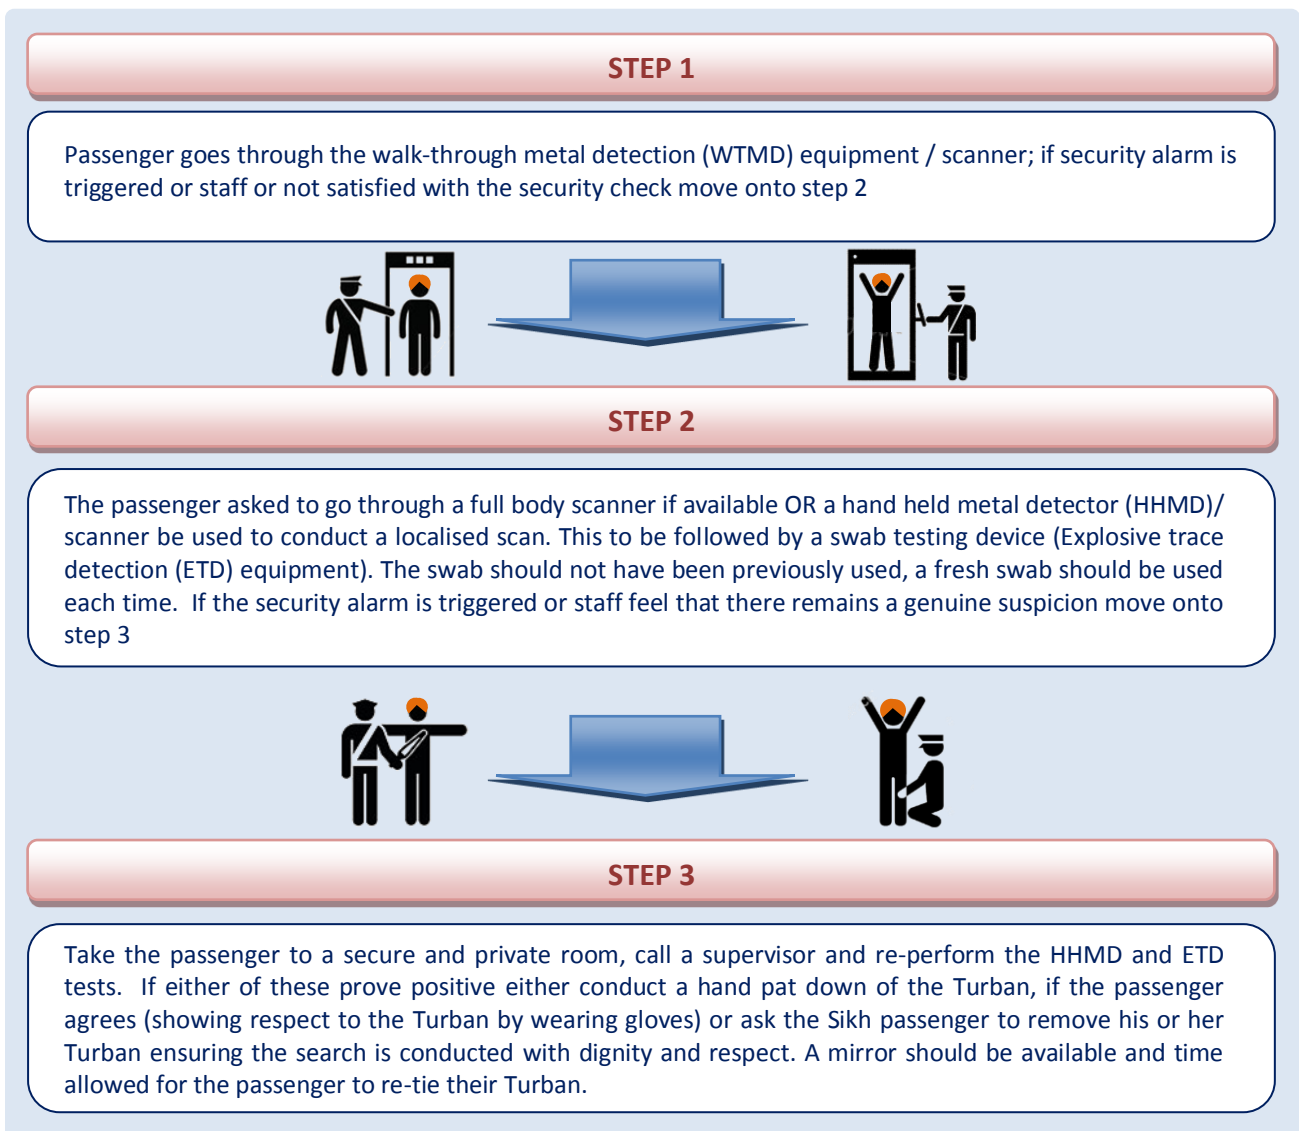 STEP 1
Passenger goes through the walk-through metal detection (WTMD) equipment / scanner; if security alarm is
triggered or staff or not satisfied with the security check move onto step 2
STEP 2
The passenger asked to go through a full body scanner if available OR a hand held metal detector (HHMD)/
scanner be used to conduct a localised scan. This to be followed by a swab testing device (Explosive trace
detection (ETD) equipment). The swab should not have been previously used, a fresh swab should be used
each time.  If the security alarm is triggered or staff feel that there remains a genuine suspicion move onto
step 3
STEP 3
Take the passenger to a secure and private room, call a supervisor and re-perform the HHMD and ETD
tests.  If either of these prove positive either conduct a hand pat down of the Turban, if the passenger
agrees (showing respect to the Turban by wearing gloves) or ask the Sikh passenger to remove his or her
Turban ensuring the search is conducted with dignity and respect. A mirror should be available and time
allowed for the passenger to re-tie their Turban.